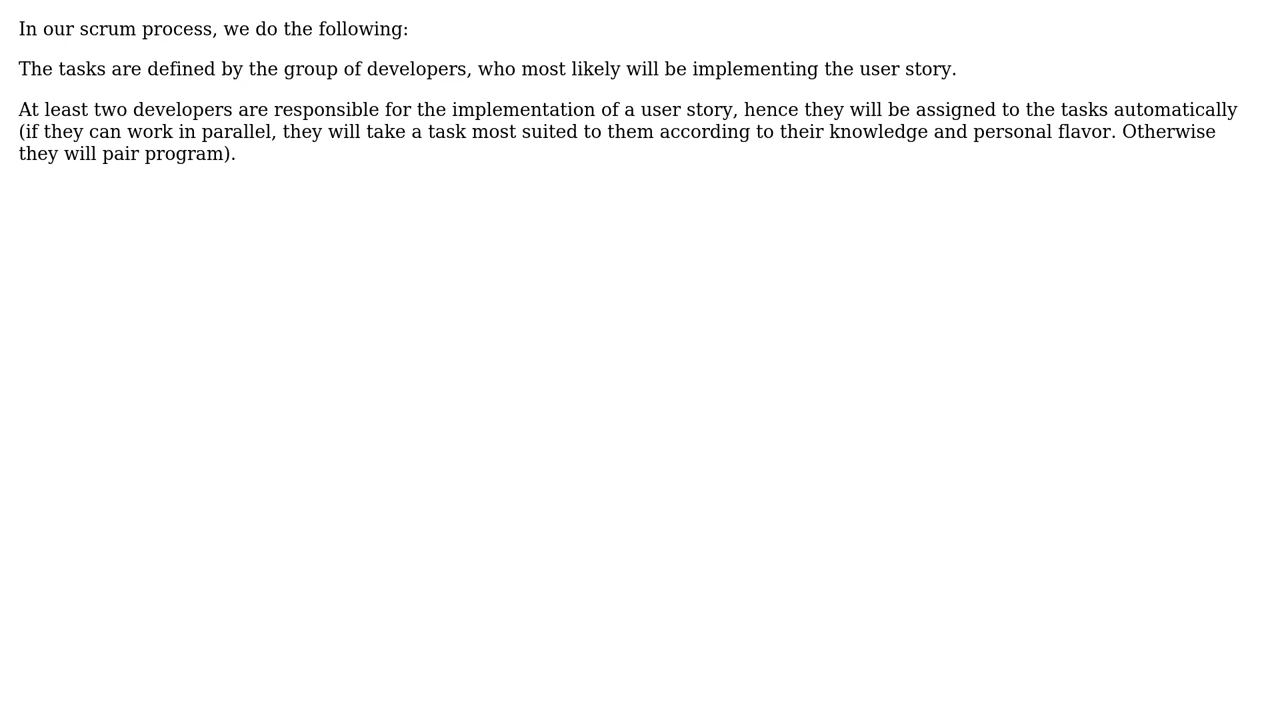 In our scrum process, we do the following:
The tasks are defined by the group of developers, who most likely will be implementing the user story.
At least two developers are responsible for the implementation of a user story, hence they will be assigned to the tasks automatically
(if they can work in parallel, they will take a task most suited to them according to their knowledge and personal flavor. Otherwise
they will pair program).